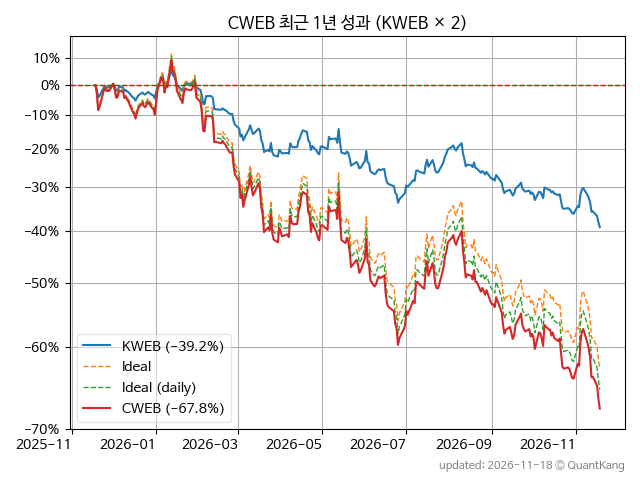 CWEB 최근 1년 성과 (KWEB × 2)
10%
0%
−10%
−20%
−30%
−40%
−50%
−60%
−70%
KWEB (−39.2%)
Ideal
Ideal (daily)
CWEB (−67.8%)
2025-11 2026-01 2026-03 2026-05 2026-07 2026-09 2026-11
updated: 2026-11-18 © QuantKang